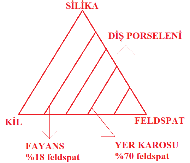 SİLİKA
DİŞ PORSELENİ
KİL
FELDSPAT
FAYANS
%18 feldspat
YER KAROSU
%70 feldspat